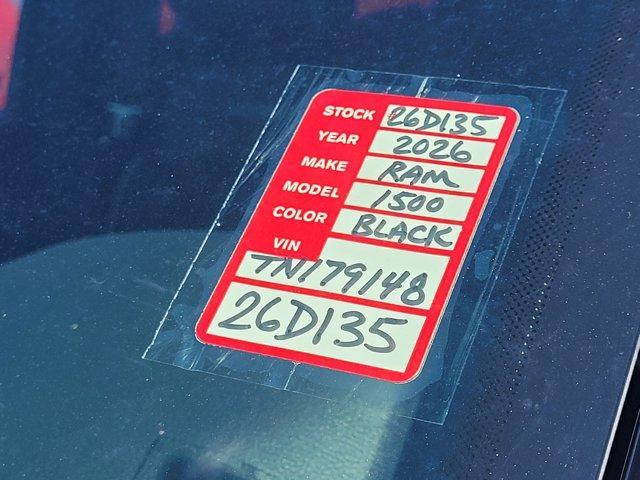 STOCK 26D135
YEAR 2026
MAKE RAM
MODEL 1500
COLOR BLACK
VIN
TN179148
26D135